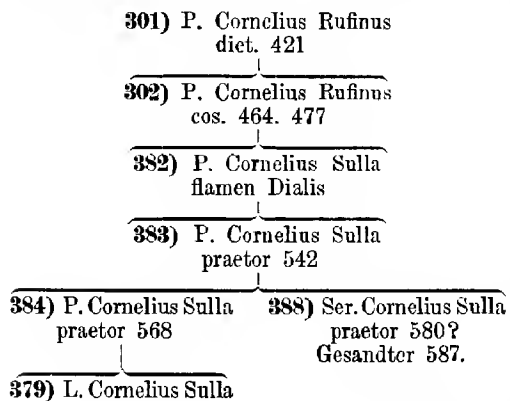 301) P. Cornelius Rufinus
dict. 421
302) P. Cornelius Rufinus
cos. 464. 477
382) P. Cornelius Sulla
flamen Dialis
383) P. Cornelius Sulla
praetor 542
384) P. Cornelius Sulla 388) Ser. Cornelius Sulla
praetor 568 praetor 580?
Gesandter 587.
379) L. Cornelius Sulla